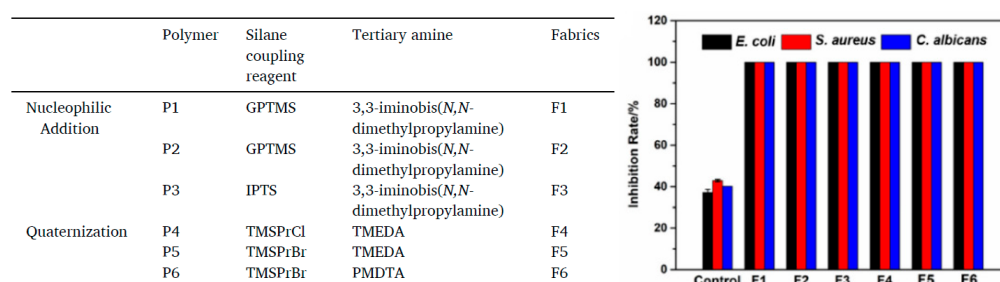 Polymer Silane coupling reagent Tertiary amine Fabrics
Nucleophilic Addition P1 GPTMS 3,3-iminobis(N,N-dimethylpropylamine) F1
P2 GPTMS 3,3-iminobis(N,N-dimethylpropylamine) F2
P3 IPTS 3,3-iminobis(N,N-dimethylpropylamine) F3
Quaternization P4 TMSPrCl TMEDA F4
P5 TMSPrBr TMEDA F5
P6 TMSPrBr PMDTA F6
E. coli S. aureus C. albicans
Inhibition Rate/%
120
100
80
60
40
20
0
Control F1 F2 F3 F4 F5 F6